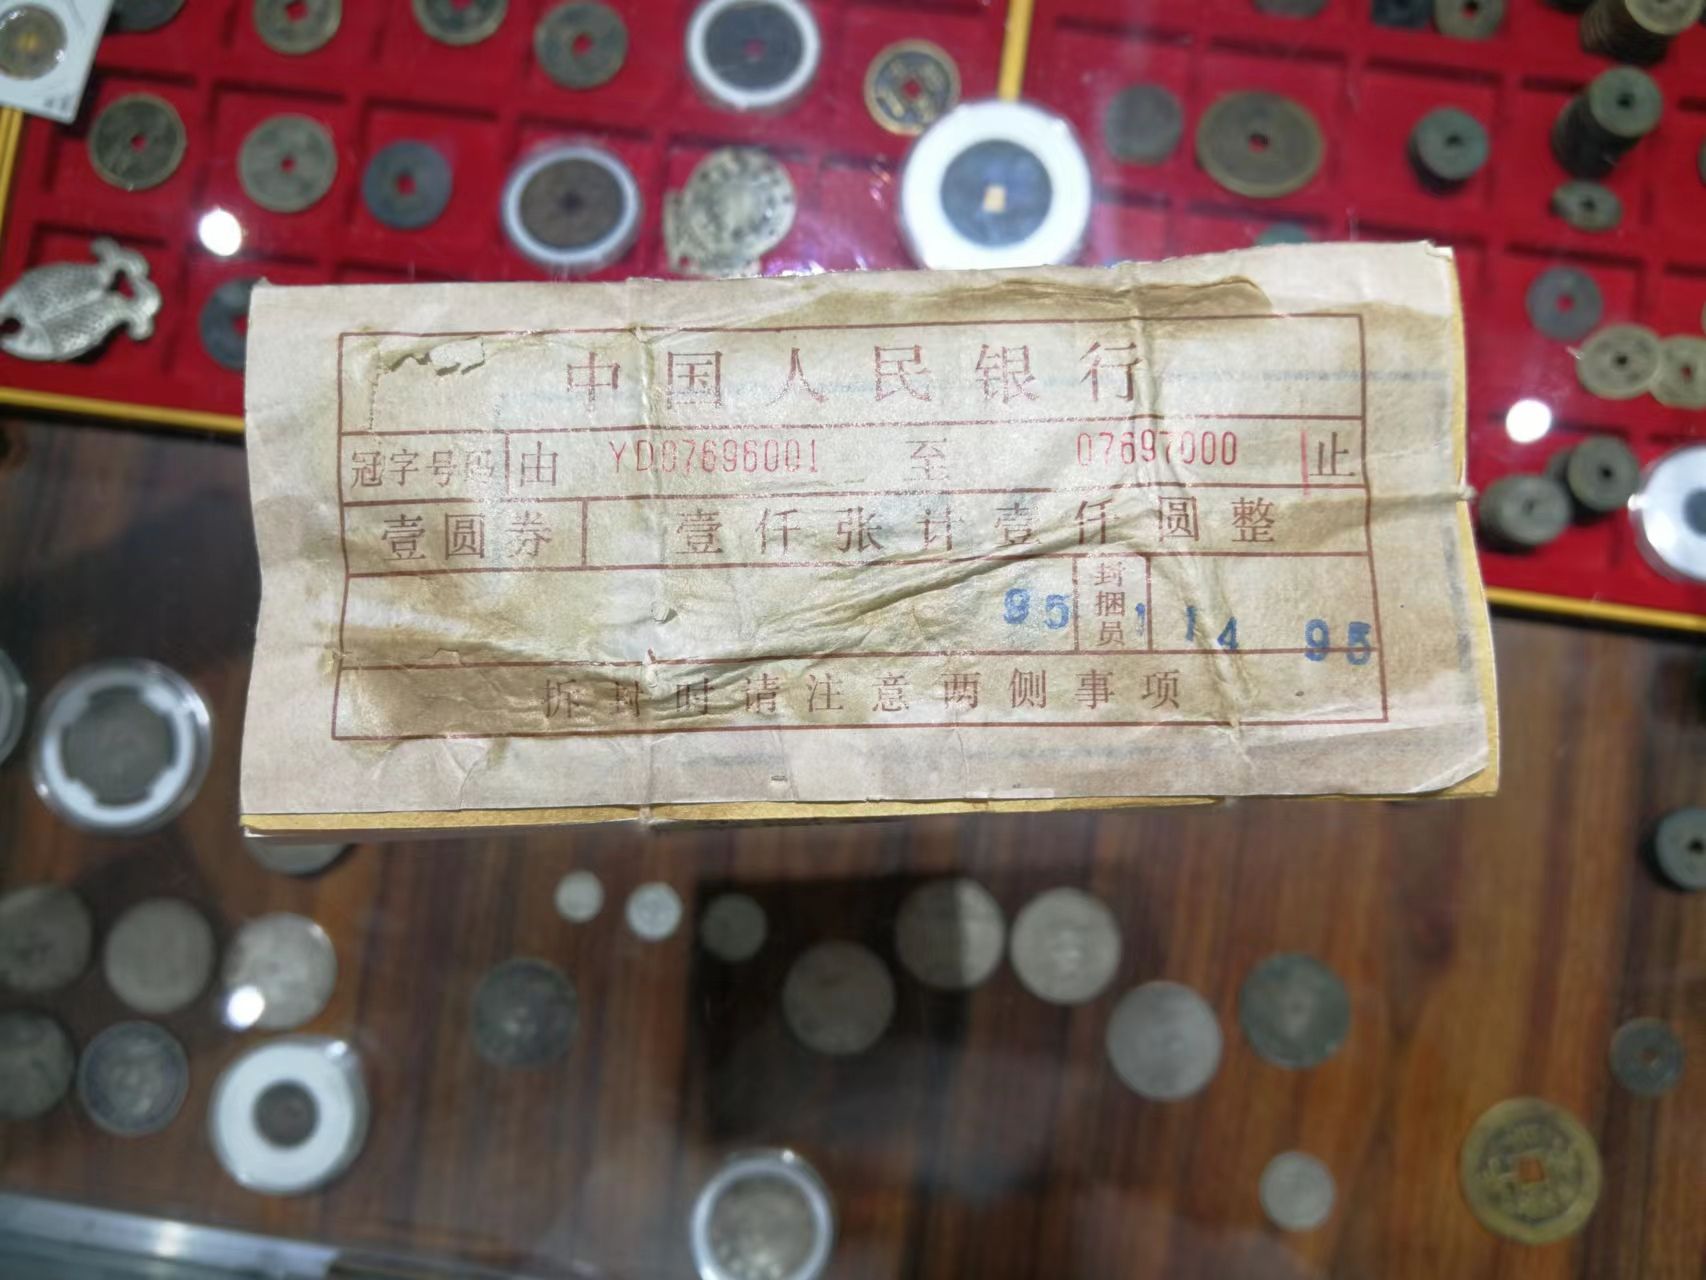 中国人民银行
冠字号码 由 YD07696001 至 07697000 止
壹圆券 壹仟张计壹仟圆整
95 封捆员 1 14 95
拆封时请注意两侧事项